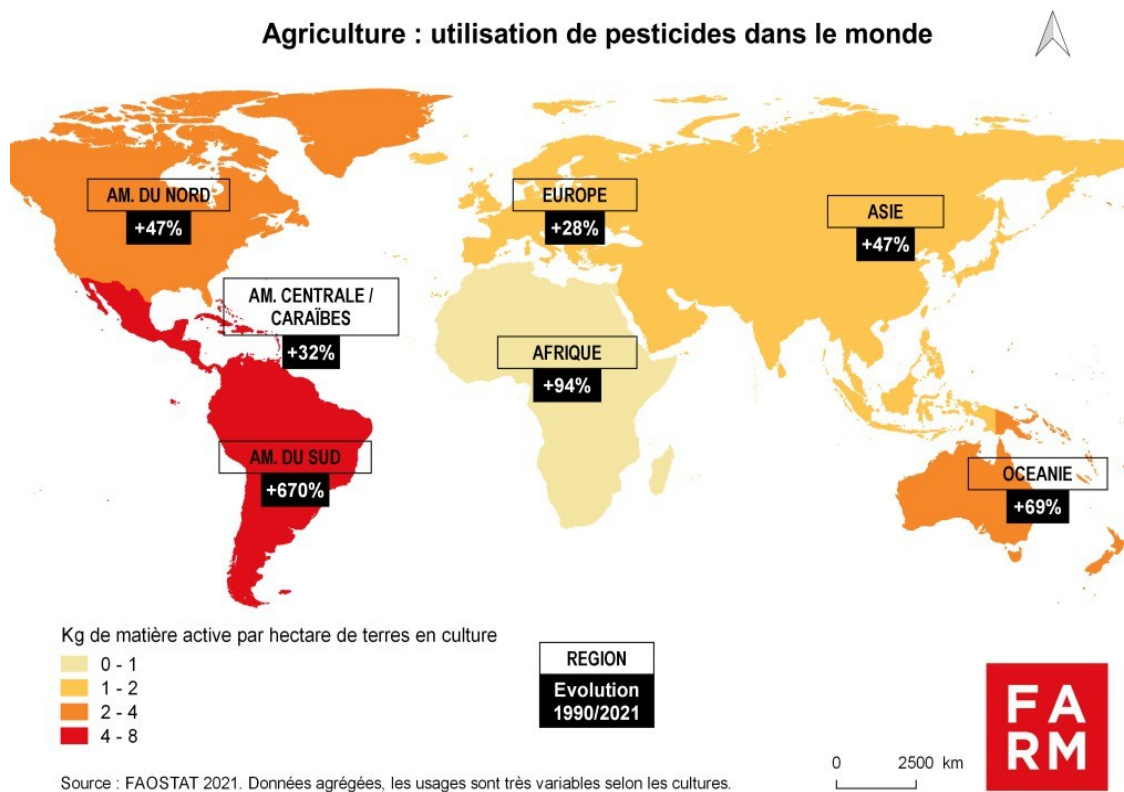 Agriculture : utilisation de pesticides dans le monde
AM. DU NORD
+47%
EUROPE
+28%
ASIE
+47%
AM. CENTRALE /
CARAÏBES
+32%
AFRIQUE
+94%
AM. DU SUD
+670%
OCEANIE
+69%
Kg de matière active par hectare de terres en culture
0 - 1
1 - 2
2 - 4
4 - 8
REGION
Evolution
1990/2021
FA
RM
0 2500 km
Source : FAOSTAT 2021. Données agrégées, les usages sont très variables selon les cultures.